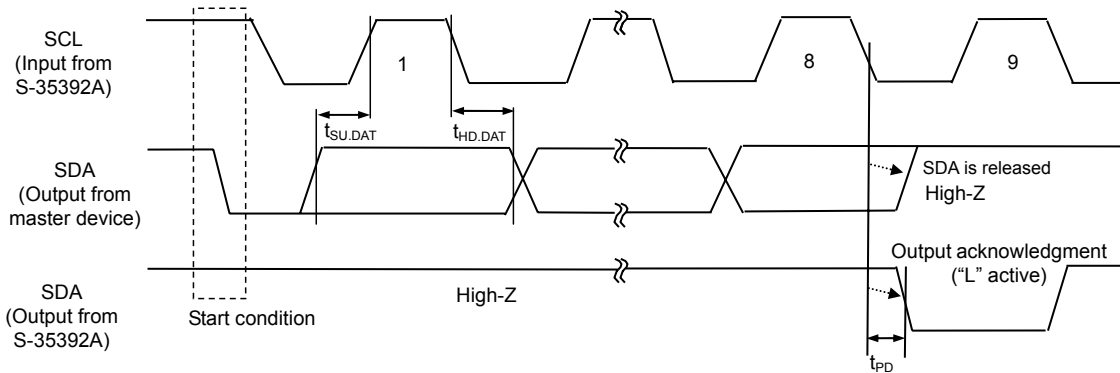 SCL
(Input from
S-35392A)
1
8
9
tSU.DAT
tHD.DAT
SDA
(Output from
master device)
SDA is released
High-Z
Output acknowledgment
(“L” active)
SDA
(Output from
S-35392A)
High-Z
Start condition
tPD